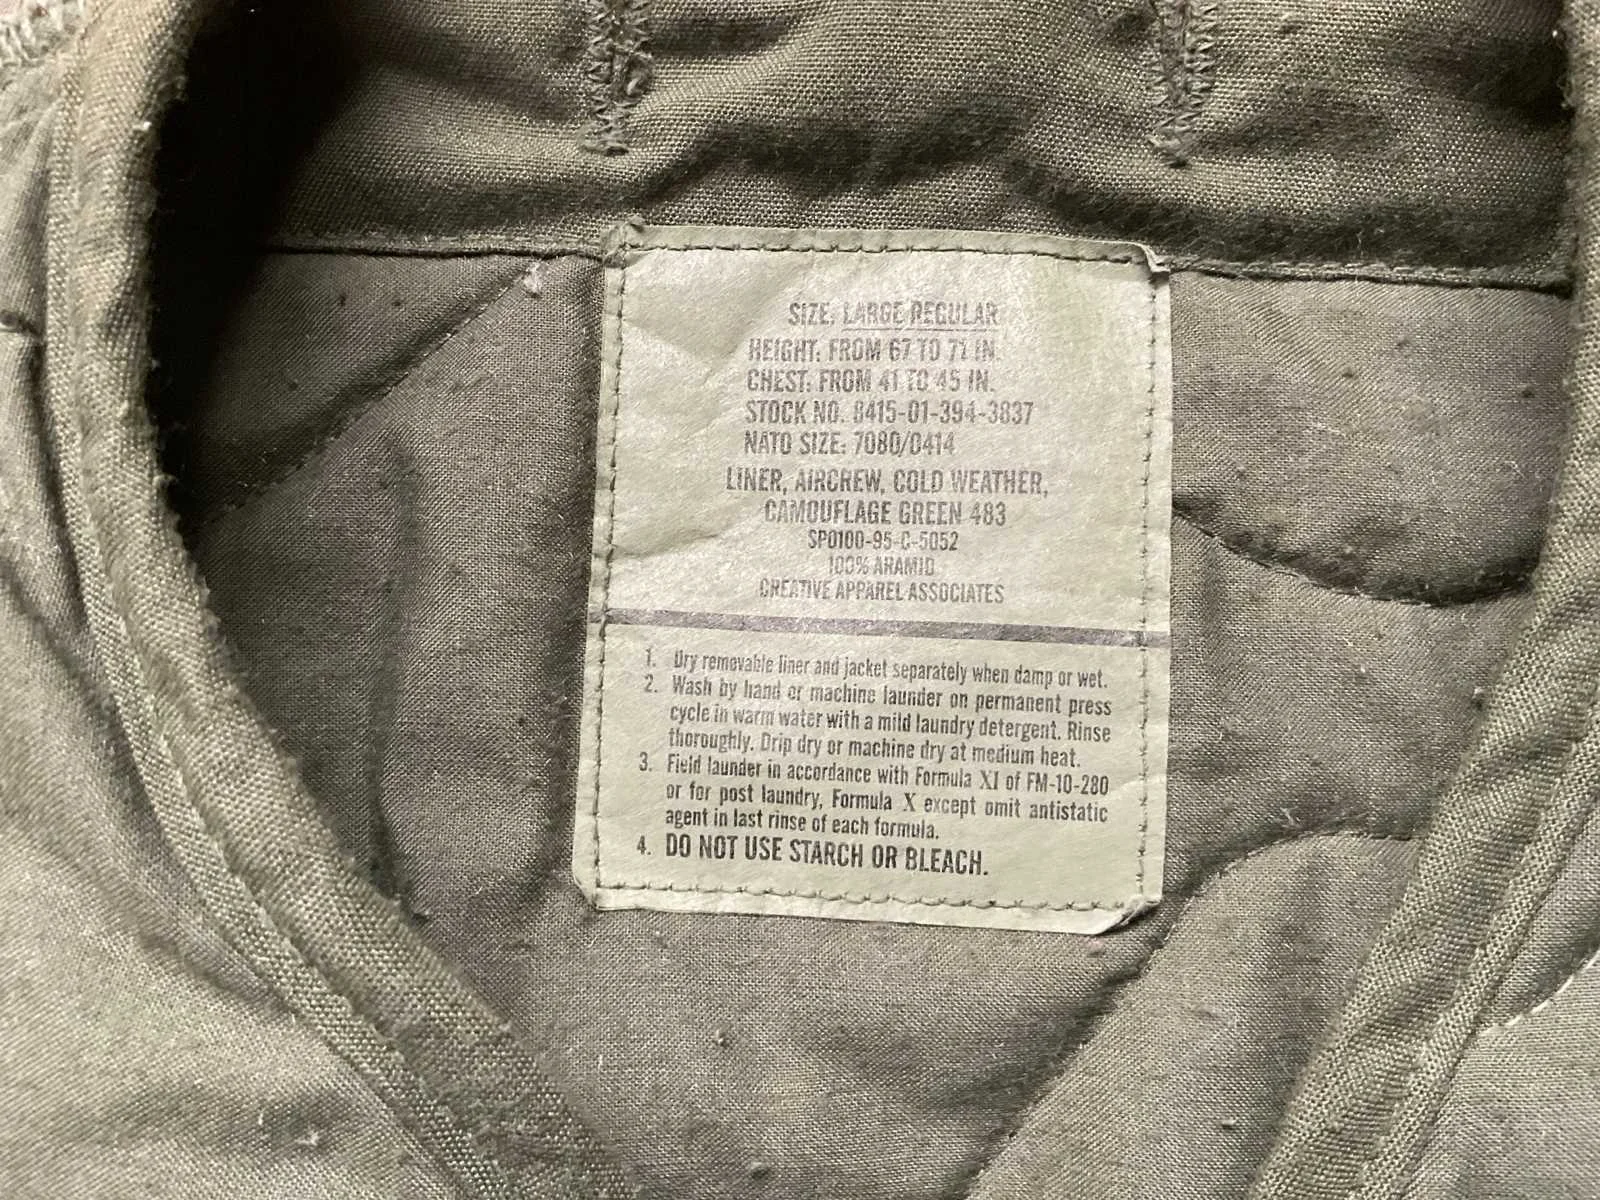 SIZE: LARGE REGULAR
HEIGHT: FROM 67 TO 71 IN.
CHEST: FROM 41 TO 45 IN.
STOCK NO. 8415-01-394-3837
NATO SIZE: 7080/0414
LINER, AIRCREW, COLD WEATHER,
CAMOUFLAGE GREEN 483
SPO100-95-C-5052
100% ARAMID
CREATIVE APPAREL ASSOCIATES
1. Dry removable liner and jacket separately when damp or wet.
2. Wash by hand or machine launder on permanent press
cycle in warm water with a mild laundry detergent. Rinse
thoroughly. Drip dry or machine dry at medium heat.
3. Field launder in accordance with Formula XI of FM-10-280
or for post laundry, Formula X except omit antistatic
agent in last rinse of each formula.
4. DO NOT USE STARCH OR BLEACH.